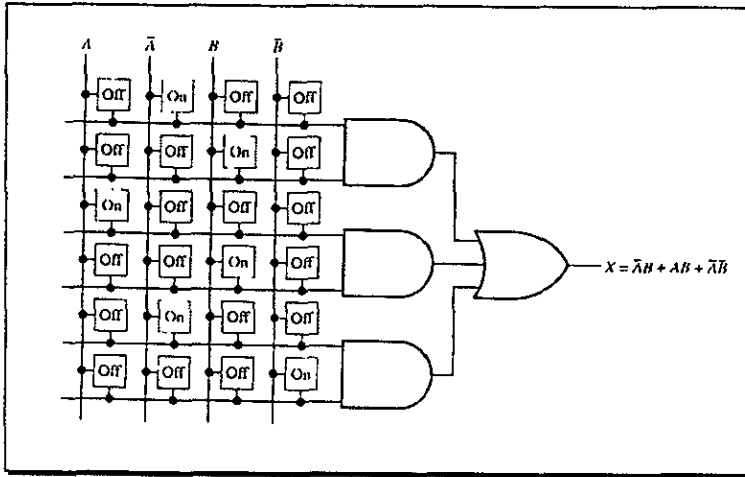 A Ā B B̄
Off On Off Off
Off Off On Off
On Off Off Off
Off Off On Off
Off On Off Off
Off Off Off On
X = ĀB + AB + ĀB̄